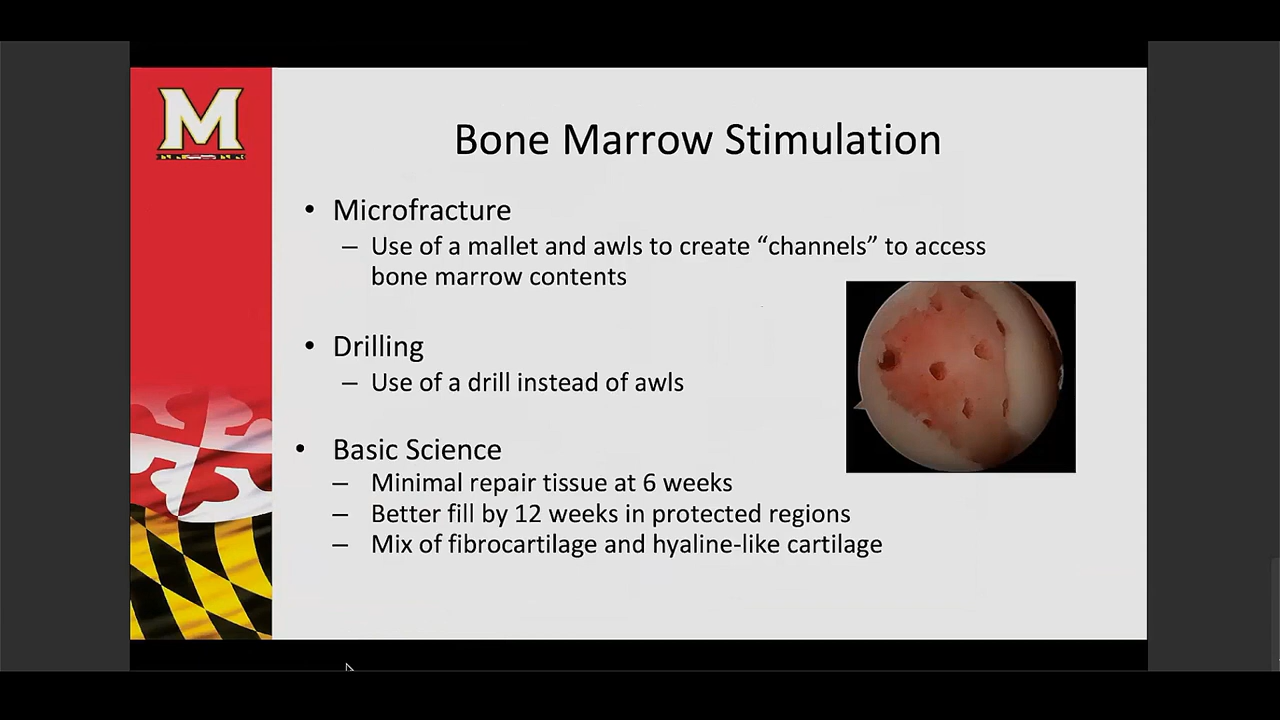 M
Bone Marrow Stimulation
• Microfracture
– Use of a mallet and awls to create “channels” to access
bone marrow contents
• Drilling
– Use of a drill instead of awls
• Basic Science
– Minimal repair tissue at 6 weeks
– Better fill by 12 weeks in protected regions
– Mix of fibrocartilage and hyaline-like cartilage